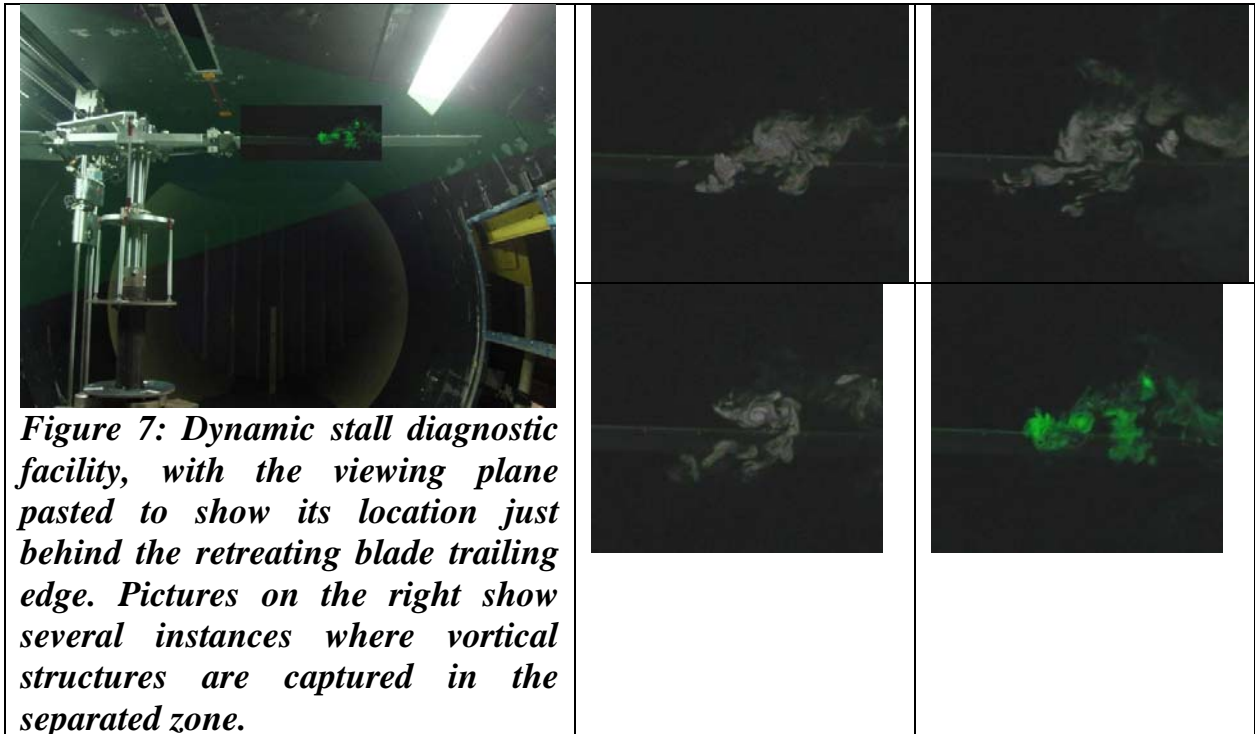 Figure 7: Dynamic stall diagnostic
facility, with the viewing plane
pasted to show its location just
behind the retreating blade trailing
edge. Pictures on the right show
several instances where vortical
structures are captured in the
separated zone.